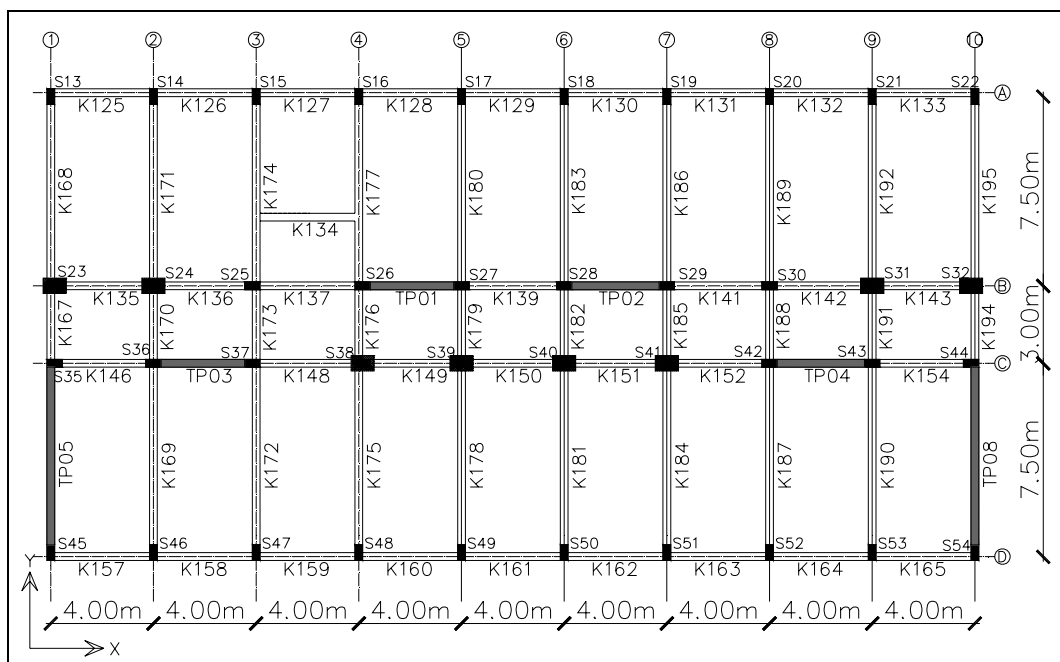 1 2 3 4 5 6 7 8 9 10
S13 S14 S15 S16 S17 S18 S19 S20 S21 S22 A
K125 K126 K127 K128 K129 K130 K131 K132 K133
K168 K171 K174 K177 K180 K183 K186 K189 K192 K195 7.50m
K134
S23 S24 S25 S26 S27 S28 S29 S30 S31 S32 B
K135 K136 K137 TP01 K139 TP02 K141 K142 K143
K167 K170 K173 K176 K179 K182 K185 K188 K191 K194 3.00m
S35 S36 S37 S38 S39 S40 S41 S42 S43 S44 C
K146 TP03 K148 K149 K150 K151 K152 TP04 K154
TP05 K169 K172 K175 K178 K181 K184 K187 K190 TP08 7.50m
S45 S46 S47 S48 S49 S50 S51 S52 S53 S54 D
K157 K158 K159 K160 K161 K162 K163 K164 K165
Y
4.00m 4.00m 4.00m 4.00m 4.00m 4.00m 4.00m 4.00m 4.00m
X